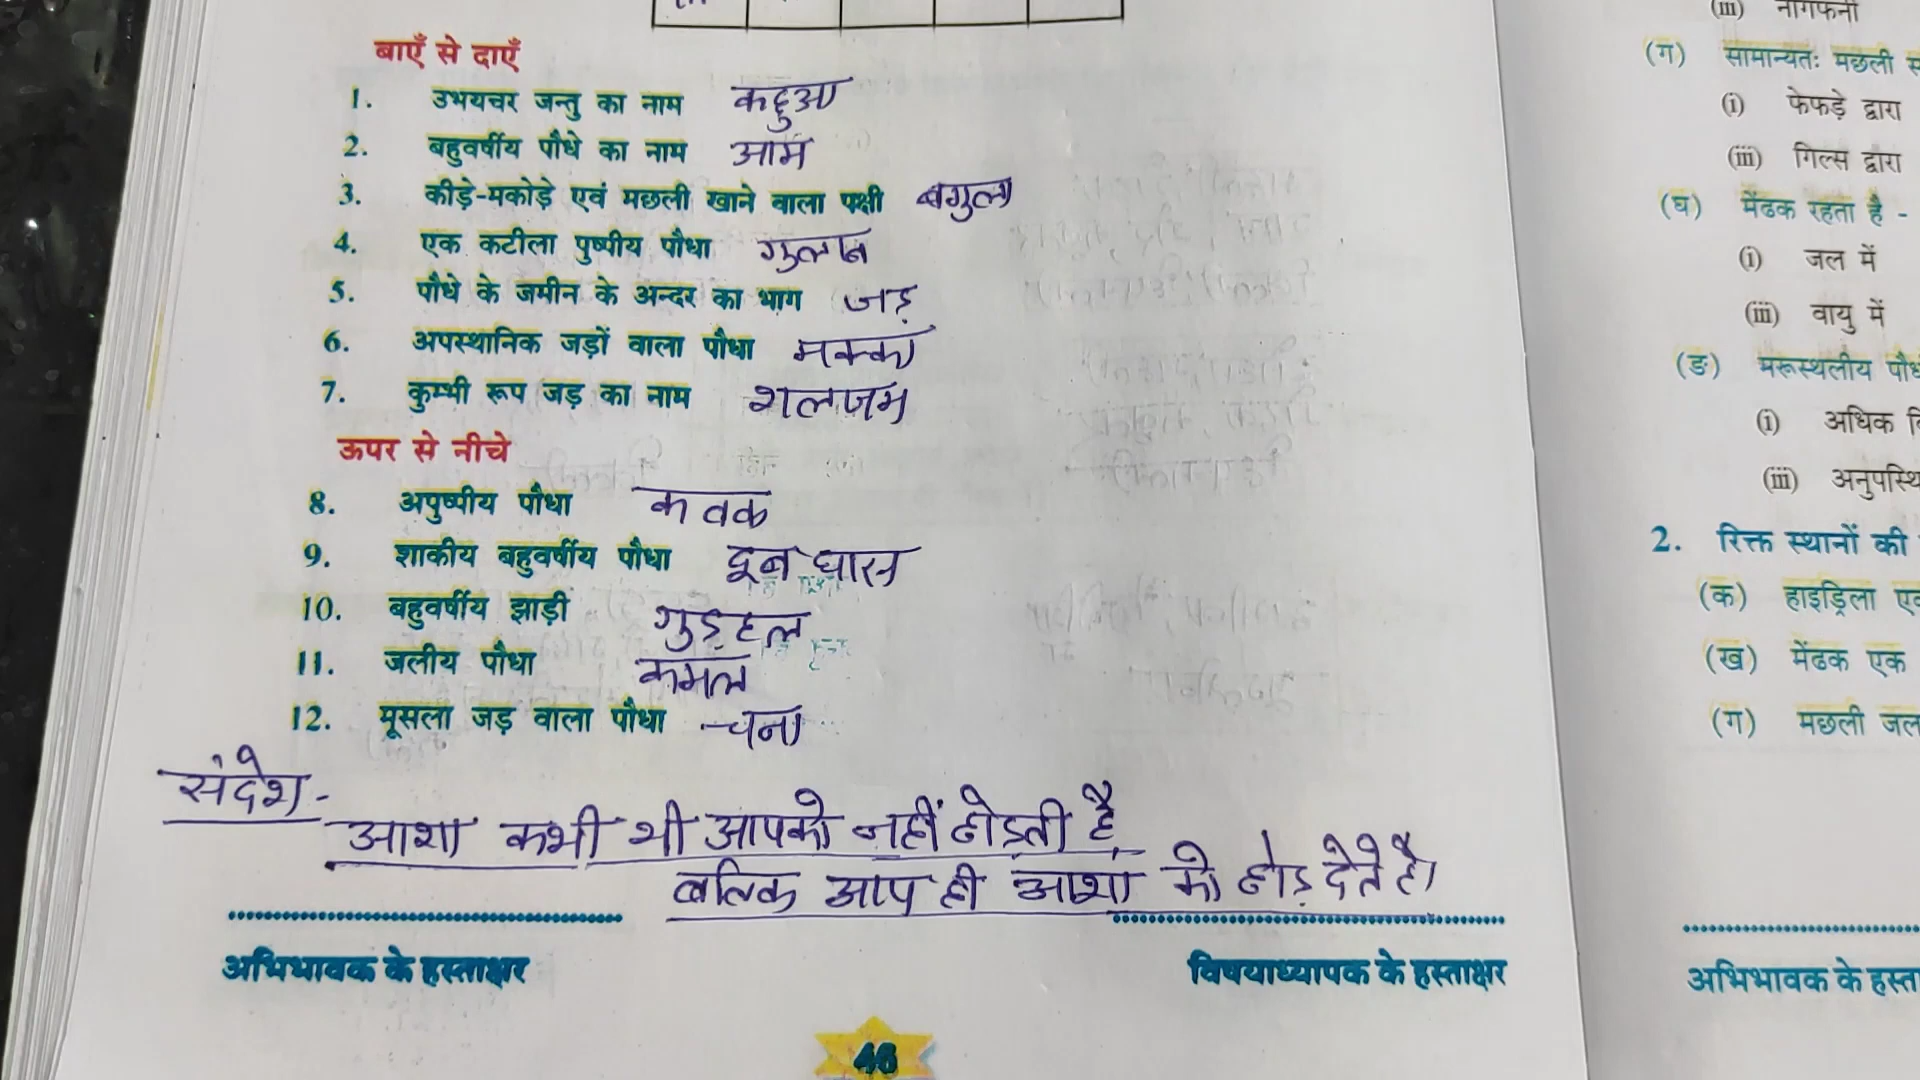 बाएँ से दाएँ
1. उभयचर जन्तु का नाम कछुआ
2. बहुवर्षीय पौधे का नाम आम
3. कीड़े-मकोड़े एवं मछली खाने वाला पक्षी बगुला
4. एक कटीला पुष्पीय पौधा गुलाब
5. पौधे के जमीन के अन्दर का भाग जड़
6. अपस्थानिक जड़ों वाला पौधा मक्का
7. कुम्भी रूप जड़ का नाम शलजम
ऊपर से नीचे
8. अपुष्पीय पौधा कवक
9. शाकीय बहुवर्षीय पौधा दूब घास
10. बहुवर्षीय झाड़ी गुड़हल
11. जलीय पौधा कमल
12. मूसला जड़ वाला पौधा चना
संदेश-
आशा कभी भी आपको नहीं छोडती है
बल्कि आप ही आशा को छोड़ देते है।
अभिभावक के हस्ताक्षर विषयाध्यापक के हस्ताक्षर
46
(iii) नागफनी
(ग) सामान्यतः मछली
(i) फेफड़े द्वारा
(iii) गिल्स द्वारा
(घ) मेंढक रहता है -
(i) जल में
(iii) वायु में
(ङ) मरूस्थलीय
(i) अधिक
(iii)
2. रिक्त स्थानों की
(क) हाइड्रिला
(ख) मेंढक एक
(ग) मछली जल
अभिभावक के